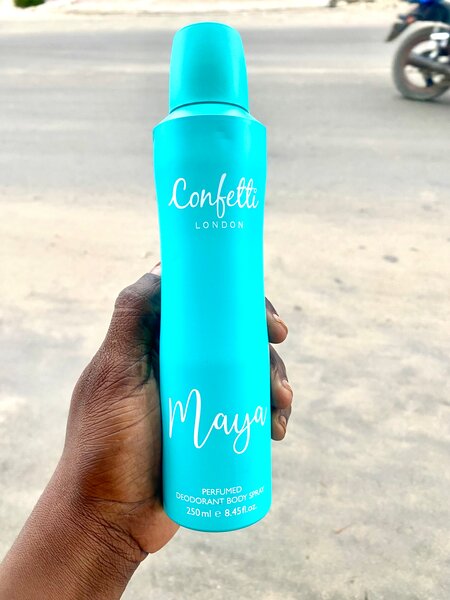 Confetti
LONDON
Maya
PERFUMED
DEODORANT BODY SPRAY
250ml ℮ 8.45fl.oz.